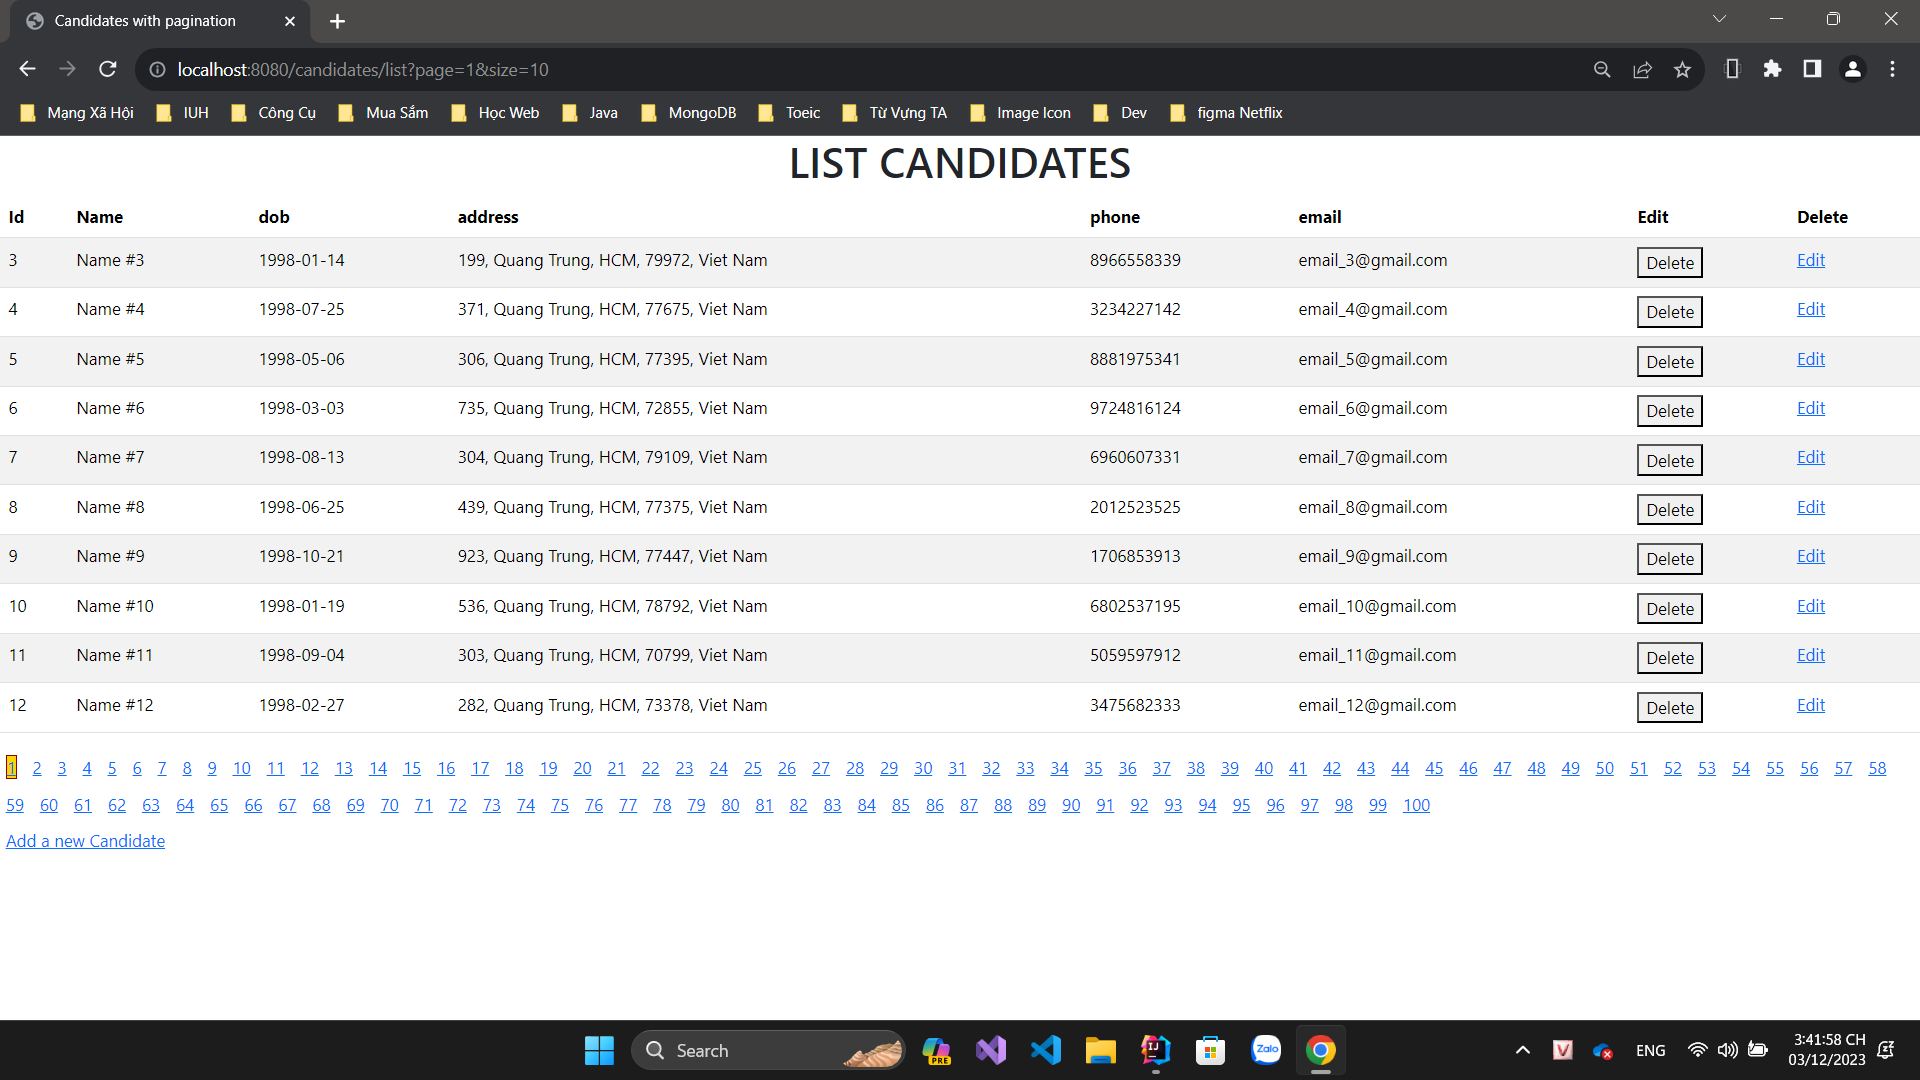 Candidates with pagination
localhost:8080/candidates/list?page=1&size=10
Mạng Xã Hội IUH Công Cụ Mua Sắm Học Web Java MongoDB Toeic Từ Vựng TA Image Icon Dev figma Netflix
LIST CANDIDATES
Id Name dob address phone email Edit Delete
3 Name #3 1998-01-14 199, Quang Trung, HCM, 79972, Viet Nam 8966558339 email_3@gmail.com Delete Edit
4 Name #4 1998-07-25 371, Quang Trung, HCM, 77675, Viet Nam 3234227142 email_4@gmail.com Delete Edit
5 Name #5 1998-05-06 306, Quang Trung, HCM, 77395, Viet Nam 8881975341 email_5@gmail.com Delete Edit
6 Name #6 1998-03-03 735, Quang Trung, HCM, 72855, Viet Nam 9724816124 email_6@gmail.com Delete Edit
7 Name #7 1998-08-13 304, Quang Trung, HCM, 79109, Viet Nam 6960607331 email_7@gmail.com Delete Edit
8 Name #8 1998-06-25 439, Quang Trung, HCM, 77375, Viet Nam 2012523525 email_8@gmail.com Delete Edit
9 Name #9 1998-10-21 923, Quang Trung, HCM, 77447, Viet Nam 1706853913 email_9@gmail.com Delete Edit
10 Name #10 1998-01-19 536, Quang Trung, HCM, 78792, Viet Nam 6802537195 email_10@gmail.com Delete Edit
11 Name #11 1998-09-04 303, Quang Trung, HCM, 70799, Viet Nam 5059597912 email_11@gmail.com Delete Edit
12 Name #12 1998-02-27 282, Quang Trung, HCM, 73378, Viet Nam 3475682333 email_12@gmail.com Delete Edit
1 2 3 4 5 6 7 8 9 10 11 12 13 14 15 16 17 18 19 20 21 22 23 24 25 26 27 28 29 30 31 32 33 34 35 36 37 38 39 40 41 42 43 44 45 46 47 48 49 50 51 52 53 54 55 56 57 58
59 60 61 62 63 64 65 66 67 68 69 70 71 72 73 74 75 76 77 78 79 80 81 82 83 84 85 86 87 88 89 90 91 92 93 94 95 96 97 98 99 100
Add a new Candidate
Search PRE IJ Zalo V ENG 3:41:58 CH
03/12/2023